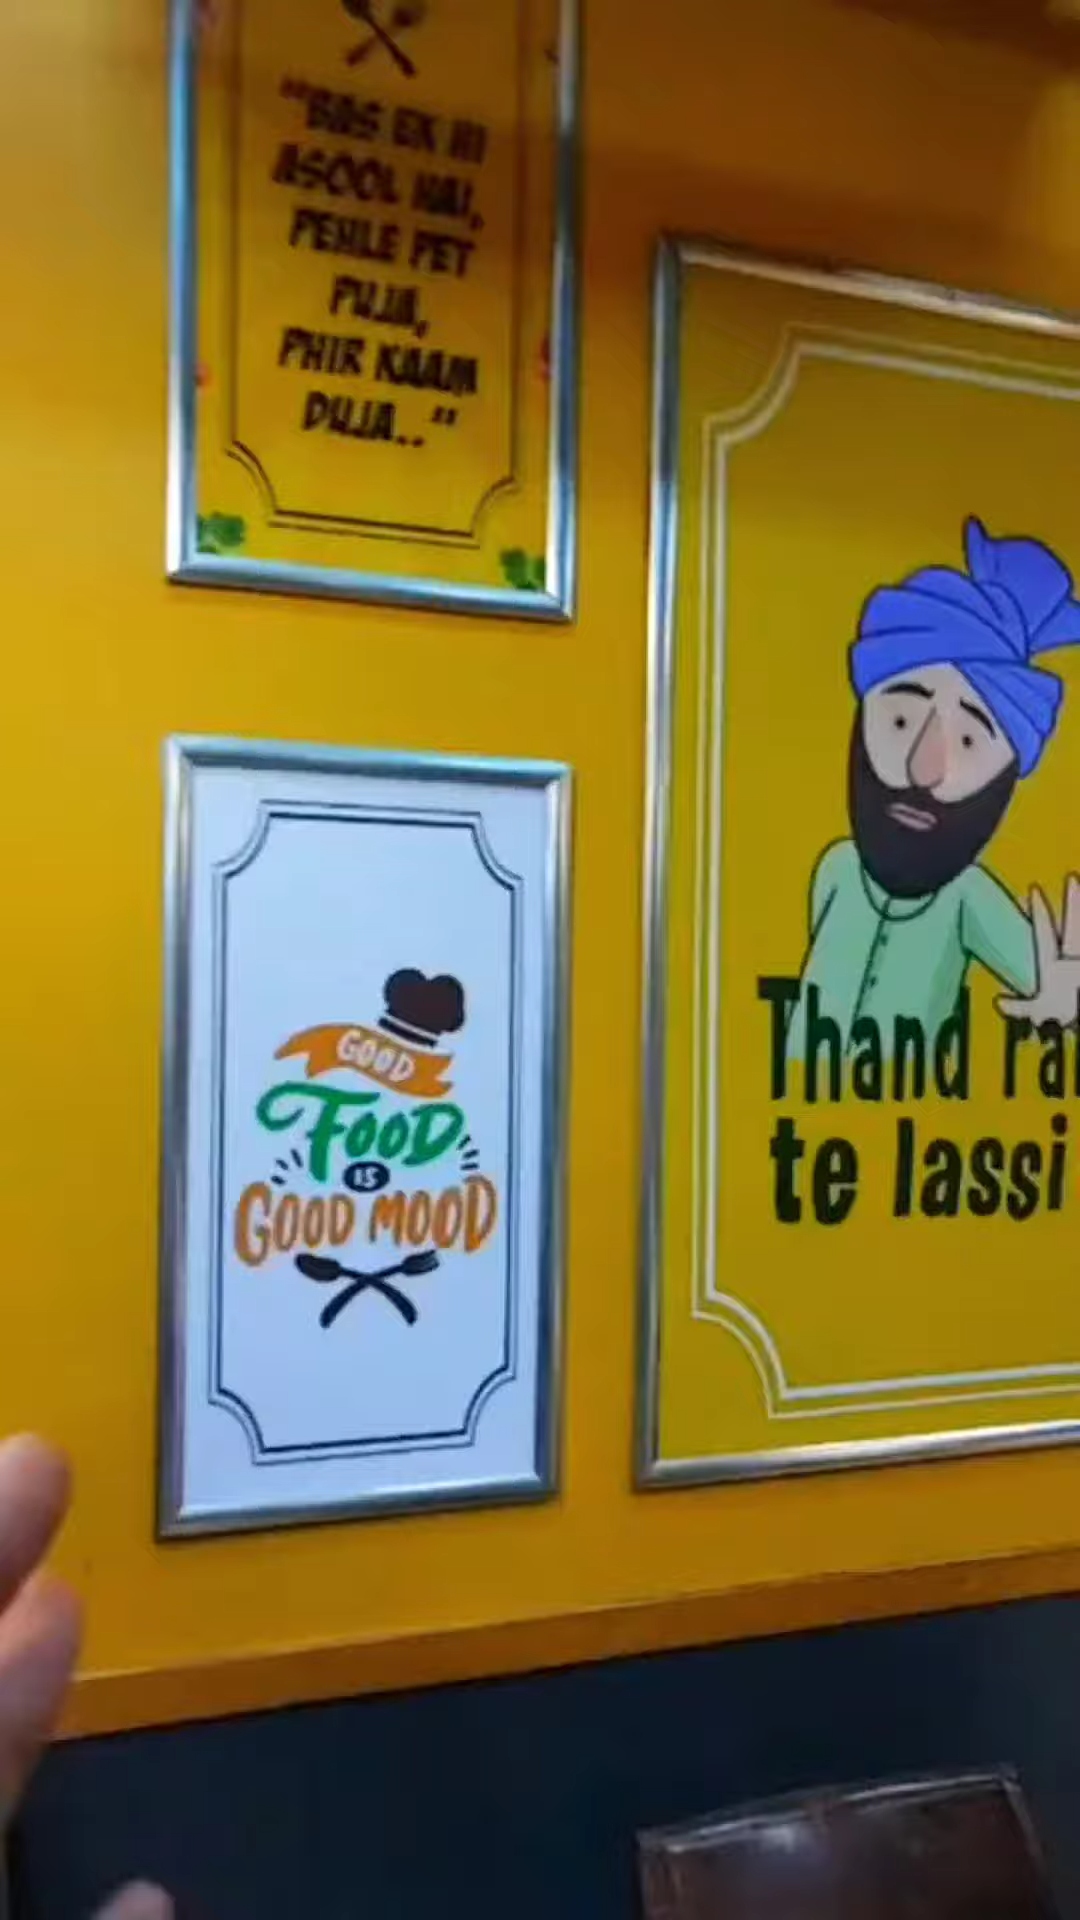 "BAS EK HI
ASOOL HAI,
PEHLE PET
PUJA,
PHIR KAAM
DUJA.."
GOOD
FOOD
IS
GOOD MOOD
Thand
te lassi